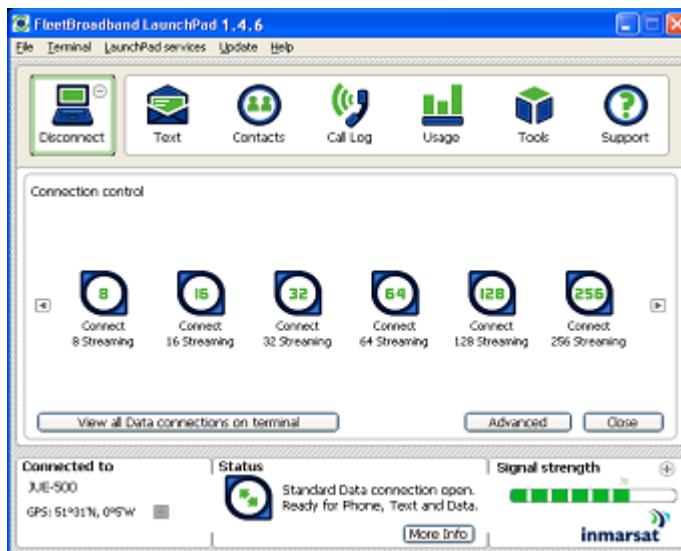 FleetBroadband LaunchPad 1.4.6
File Terminal LaunchPad services Update Help
Disconnect Text Contacts Call Log Usage Tools Support
Connection control
8 16 32 64 128 256
Connect Connect Connect Connect Connect Connect
8 Streaming 16 Streaming 32 Streaming 64 Streaming 128 Streaming 256 Streaming
View all Data connections on terminal Advanced Close
Connected to Status Signal strength
JUE-500
GPS: 51°31'N, 0°5'W
Standard Data connection open.
Ready for Phone, Text and Data.
More Info
inmarsat